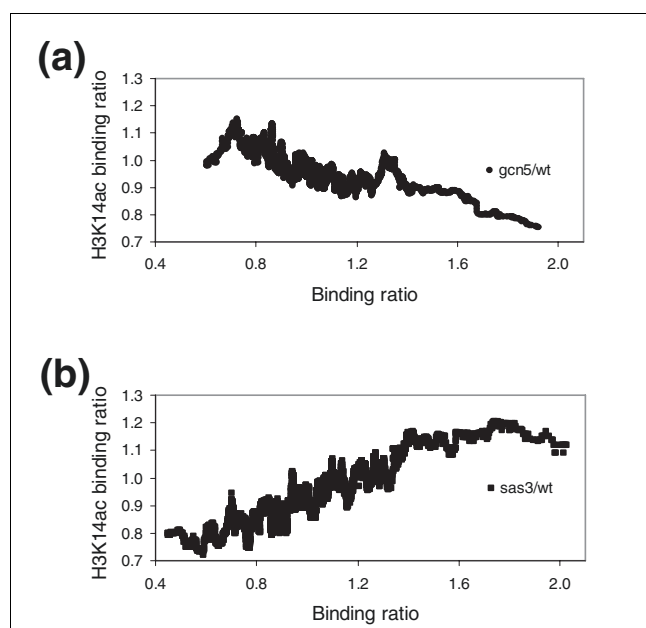 (a)
1.3
1.2
1.1
1.0
0.9
0.8
0.7
H3K14ac binding ratio
gcn5/wt
0.4 0.8 1.2 1.6 2.0
Binding ratio
(b)
1.3
1.2
1.1
1.0
0.9
0.8
0.7
H3K14ac binding ratio
sas3/wt
0.4 0.8 1.2 1.6 2.0
Binding ratio